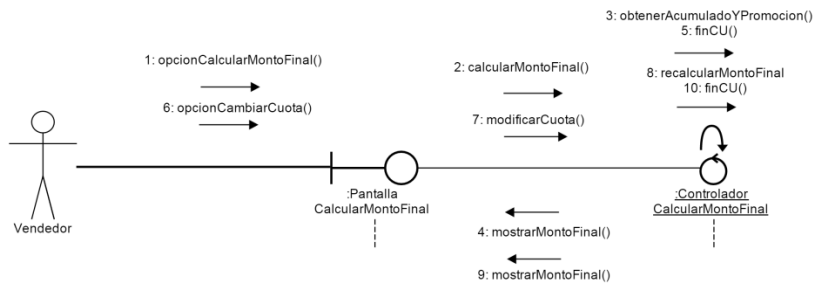 3: obtenerAcumuladoYPromocion()
5: finCU()
1: opcionCalcularMontoFinal()
2: calcularMontoFinal()
8: recalcularMontoFinal
10: finCU()
6: opcionCambiarCuota()
7: modificarCuota()
:Pantalla
CalcularMontoFinal
:Controlador
CalcularMontoFinal
Vendedor
4: mostrarMontoFinal()
9: mostrarMontoFinal()